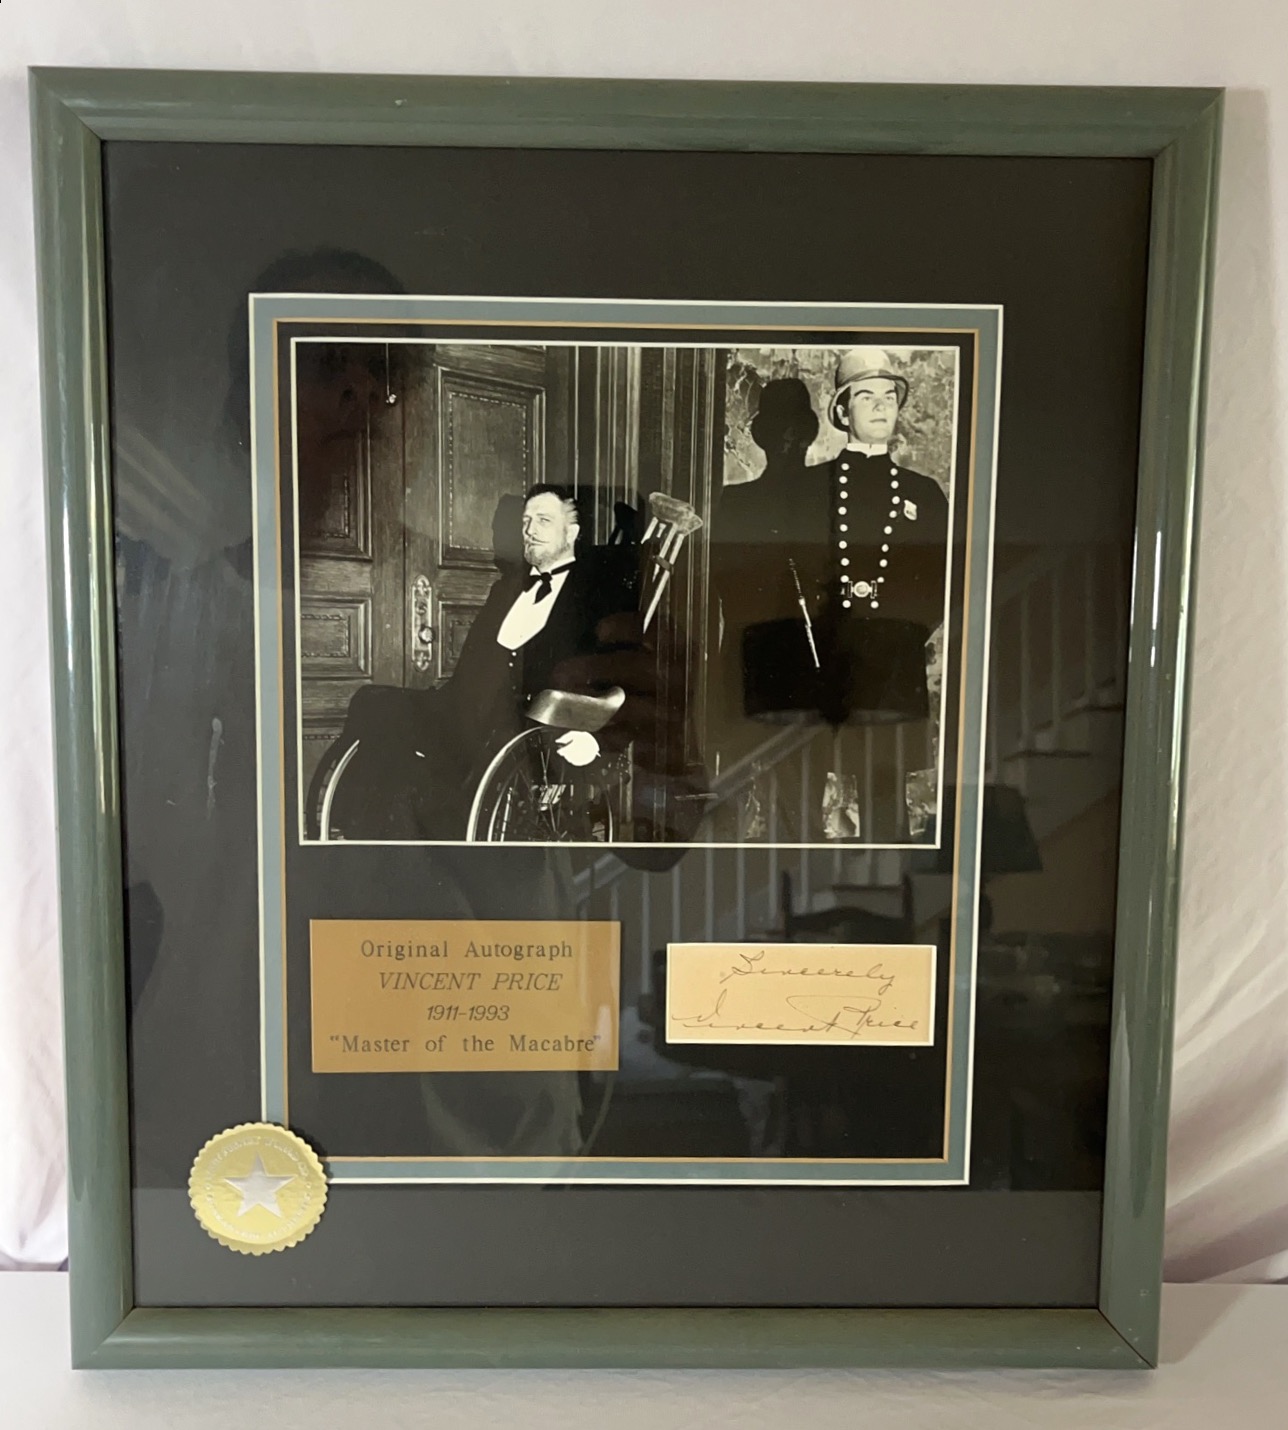 Original Autograph
VINCENT PRICE
1911-1993
"Master of the Macabre"
Sincerely
Vincent Price